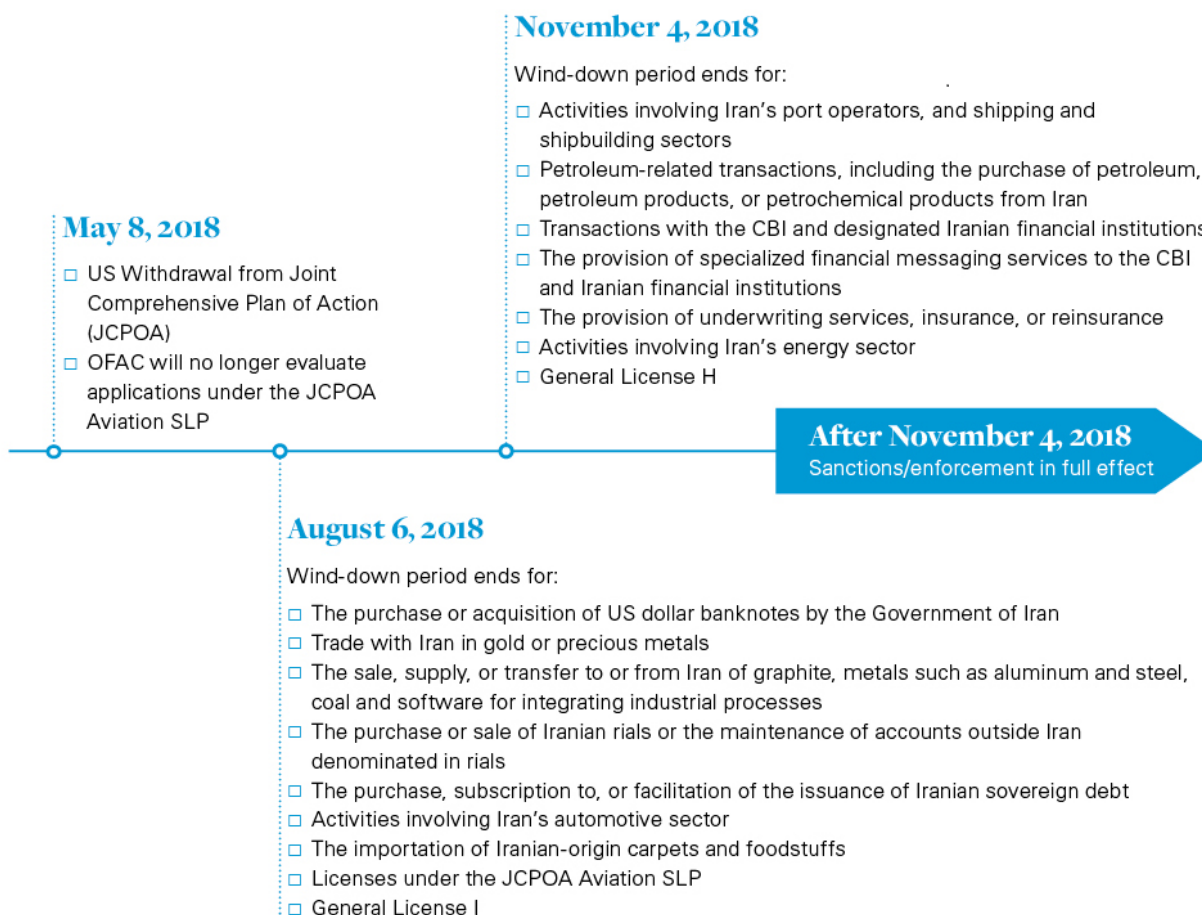 November 4, 2018
Wind-down period ends for:
Activities involving Iran's port operators, and shipping and
shipbuilding sectors
Petroleum-related transactions, including the purchase of petroleum,
petroleum products, or petrochemical products from Iran
Transactions with the CBI and designated Iranian financial institutions
The provision of specialized financial messaging services to the CBI
and Iranian financial institutions
The provision of underwriting services, insurance, or reinsurance
Activities involving Iran's energy sector
General License H
May 8, 2018
US Withdrawal from Joint
Comprehensive Plan of Action
(JCPOA)
OFAC will no longer evaluate
applications under the JCPOA
Aviation SLP
After November 4, 2018
Sanctions/enforcement in full effect
August 6, 2018
Wind-down period ends for:
The purchase or acquisition of US dollar banknotes by the Government of Iran
Trade with Iran in gold or precious metals
The sale, supply, or transfer to or from Iran of graphite, metals such as aluminum and steel,
coal and software for integrating industrial processes
The purchase or sale of Iranian rials or the maintenance of accounts outside Iran
denominated in rials
The purchase, subscription to, or facilitation of the issuance of Iranian sovereign debt
Activities involving Iran's automotive sector
The importation of Iranian-origin carpets and foodstuffs
Licenses under the JCPOA Aviation SLP
General License I